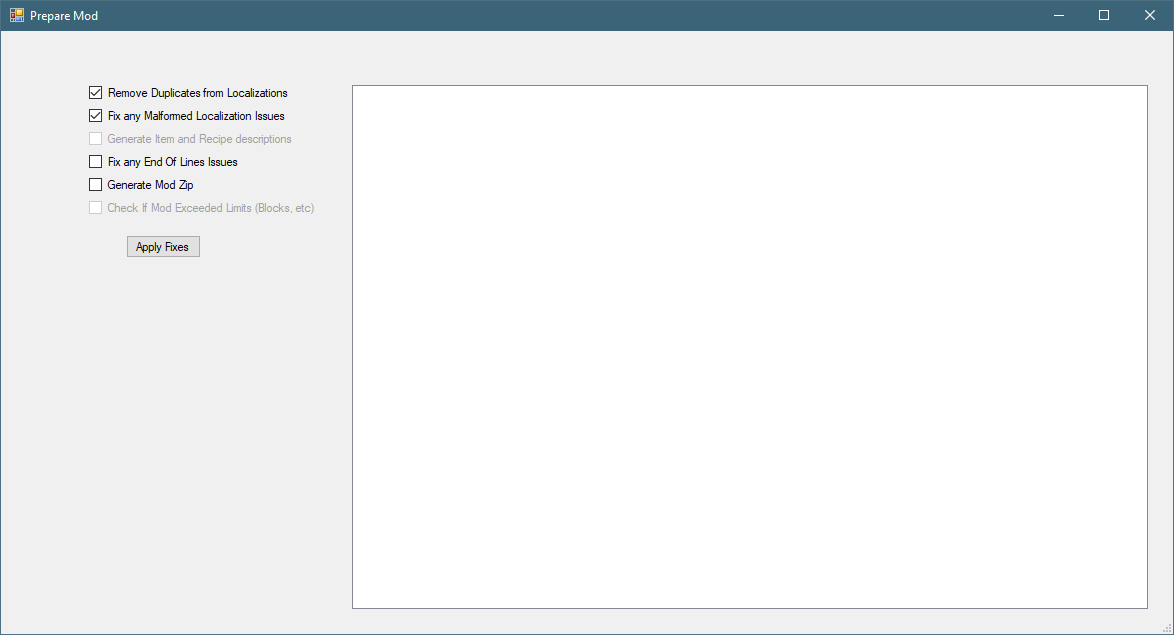 Prepare Mod
Remove Duplicates from Localizations
Fix any Malformed Localization Issues
Generate Item and Recipe descriptions
Fix any End Of Lines Issues
Generate Mod Zip
Check If Mod Exceeded Limits (Blocks, etc)
Apply Fixes